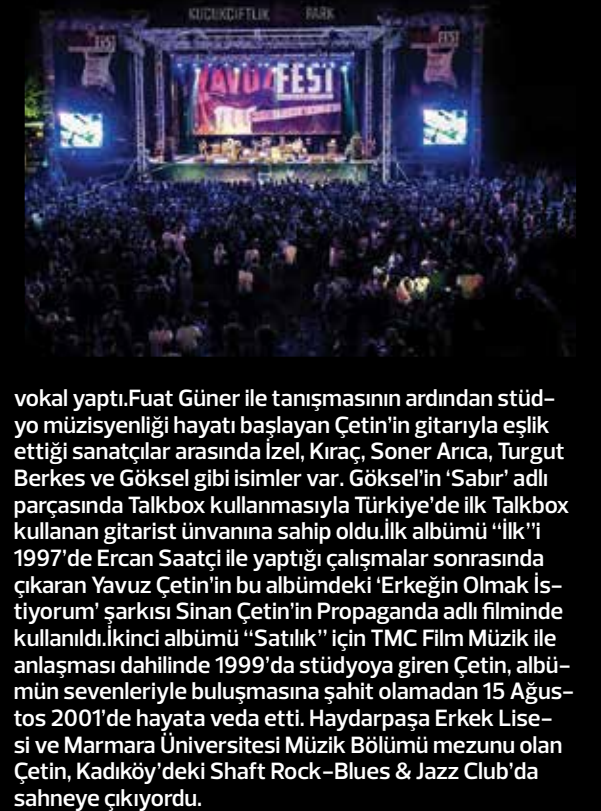 KÜÇÜKÇİFTLİK PARK
FEST
YAVUZ FEST
vokal yaptı.Fuat Güner ile tanışmasının ardından stüd-
yo müzisyenliği hayatı başlayan Çetin’in gitarıyla eşlik
ettiği sanatçılar arasında İzel, Kıraç, Soner Arıca, Turgut
Berkes ve Göksel gibi isimler var. Göksel’in ‘Sabır’ adlı
parçasında Talkbox kullanmasıyla Türkiye’de ilk Talkbox
kullanan gitarist ünvanına sahip oldu.İlk albümü “İlk”i
1997’de Ercan Saatçi ile yaptığı çalışmalar sonrasında
çıkaran Yavuz Çetin’in bu albümdeki ‘Erkeğin Olmak İs-
tiyorum’ şarkısı Sinan Çetin’in Propaganda adlı filminde
kullanıldı.İkinci albümü “Satılık” için TMC Film Müzik ile
anlaşması dahilinde 1999’da stüdyoya giren Çetin, albü-
mün sevenleriyle buluşmasına şahit olamadan 15 Ağus-
tos 2001’de hayata veda etti. Haydarpaşa Erkek Lise-
si ve Marmara Üniversitesi Müzik Bölümü mezunu olan
Çetin, Kadıköy’deki Shaft Rock-Blues & Jazz Club’da
sahneye çıkıyordu.